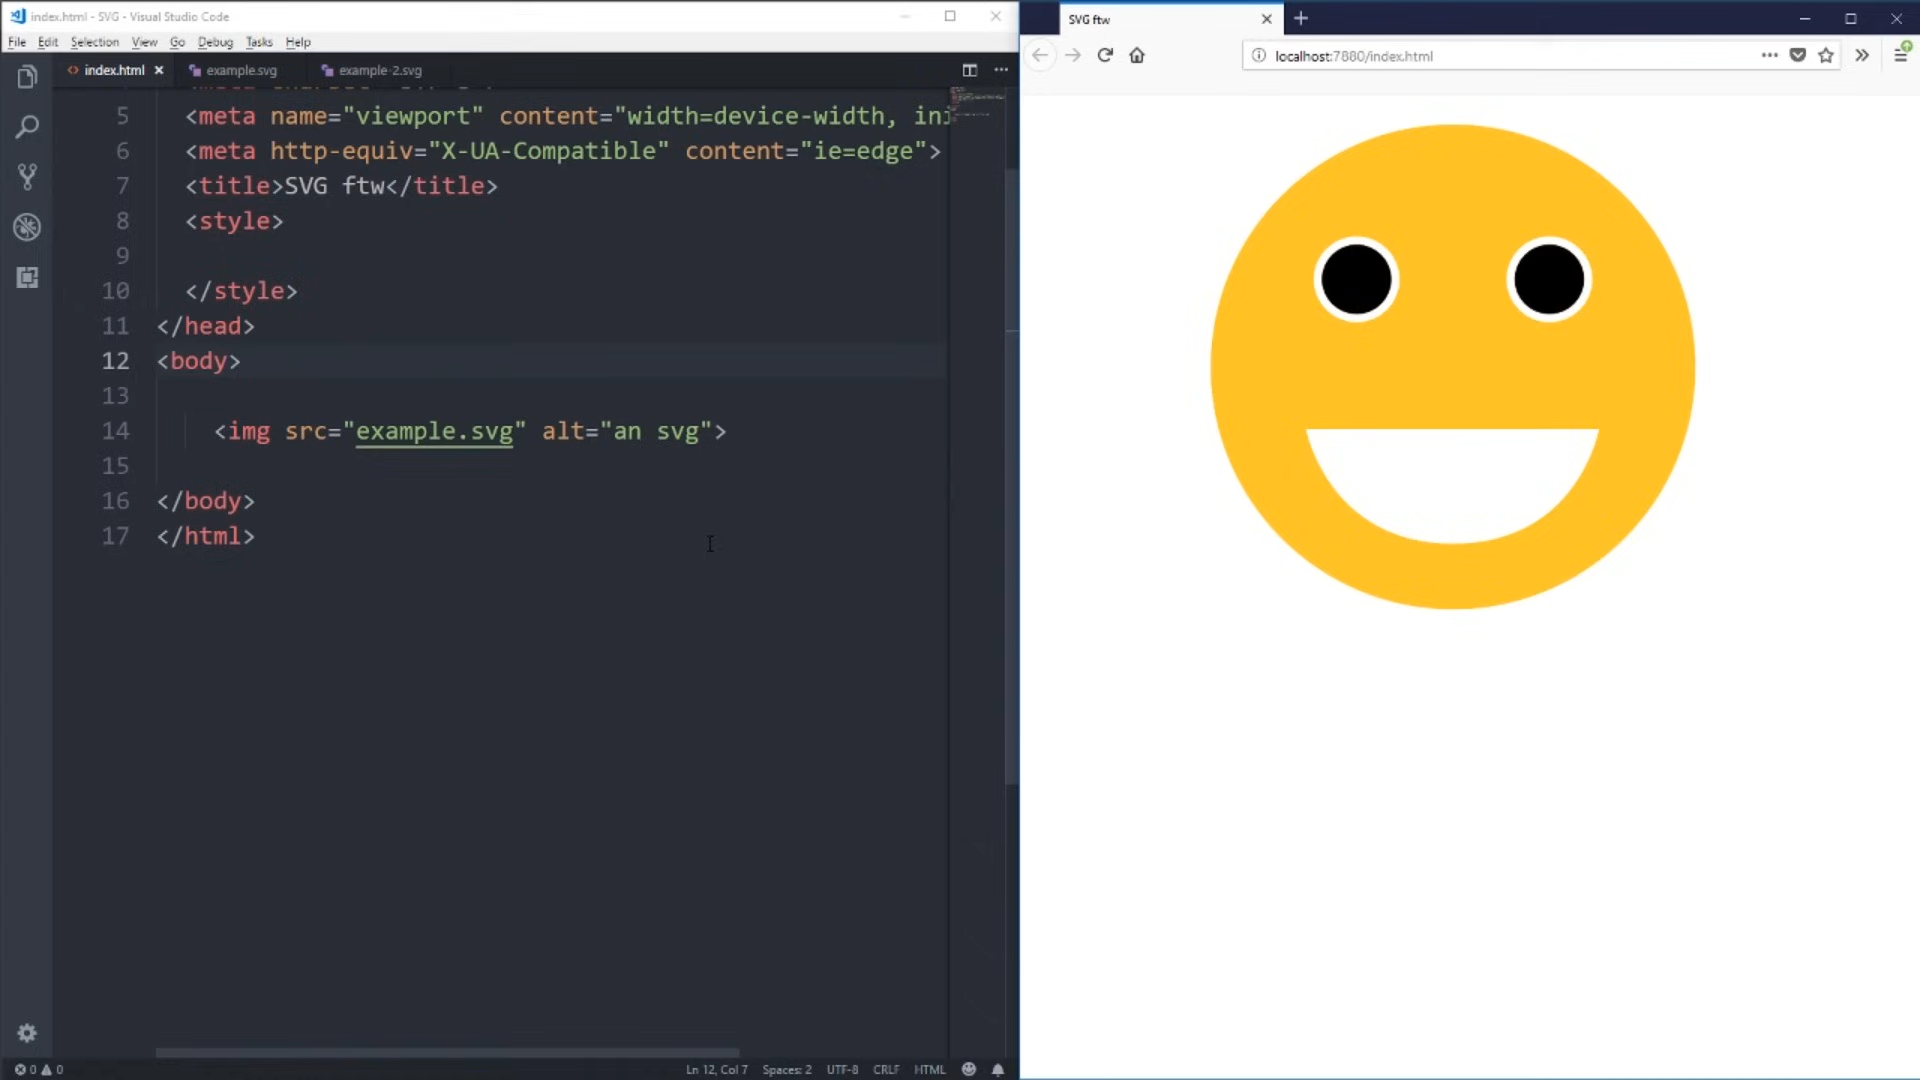 index.html - SVG - Visual Studio Code
File Edit Selection View Go Debug Tasks Help
index.html example.svg example-2.svg
5 <meta name="viewport" content="width=device-width, ini
6 <meta http-equiv="X-UA-Compatible" content="ie=edge">
7 <title>SVG ftw</title>
8 <style>
9
10 </style>
11 </head>
12 <body>
13
14 <img src="example.svg" alt="an svg">
15
16 </body>
17 </html>
0 0 Ln 12, Col 7 Spaces: 2 UTF-8 CRLF HTML
SVG ftw
localhost:7880/index.html